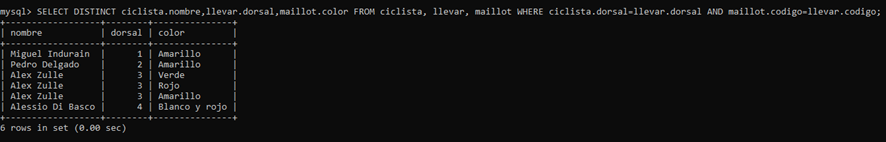 mysql> SELECT DISTINCT ciclista.nombre,llevar.dorsal,maillot.color FROM ciclista, llevar, maillot WHERE ciclista.dorsal=llevar.dorsal AND maillot.codigo=llevar.codigo;
+------------------+--------+---------------+
| nombre           | dorsal | color         |
+------------------+--------+---------------+
| Miguel Indurain  |      1 | Amarillo      |
| Pedro Delgado    |      2 | Amarillo      |
| Alex Zulle       |      3 | Verde         |
| Alex Zulle       |      3 | Rojo          |
| Alex Zulle       |      3 | Amarillo      |
| Alessio Di Basco |      4 | Blanco y rojo |
+------------------+--------+---------------+
6 rows in set (0.00 sec)